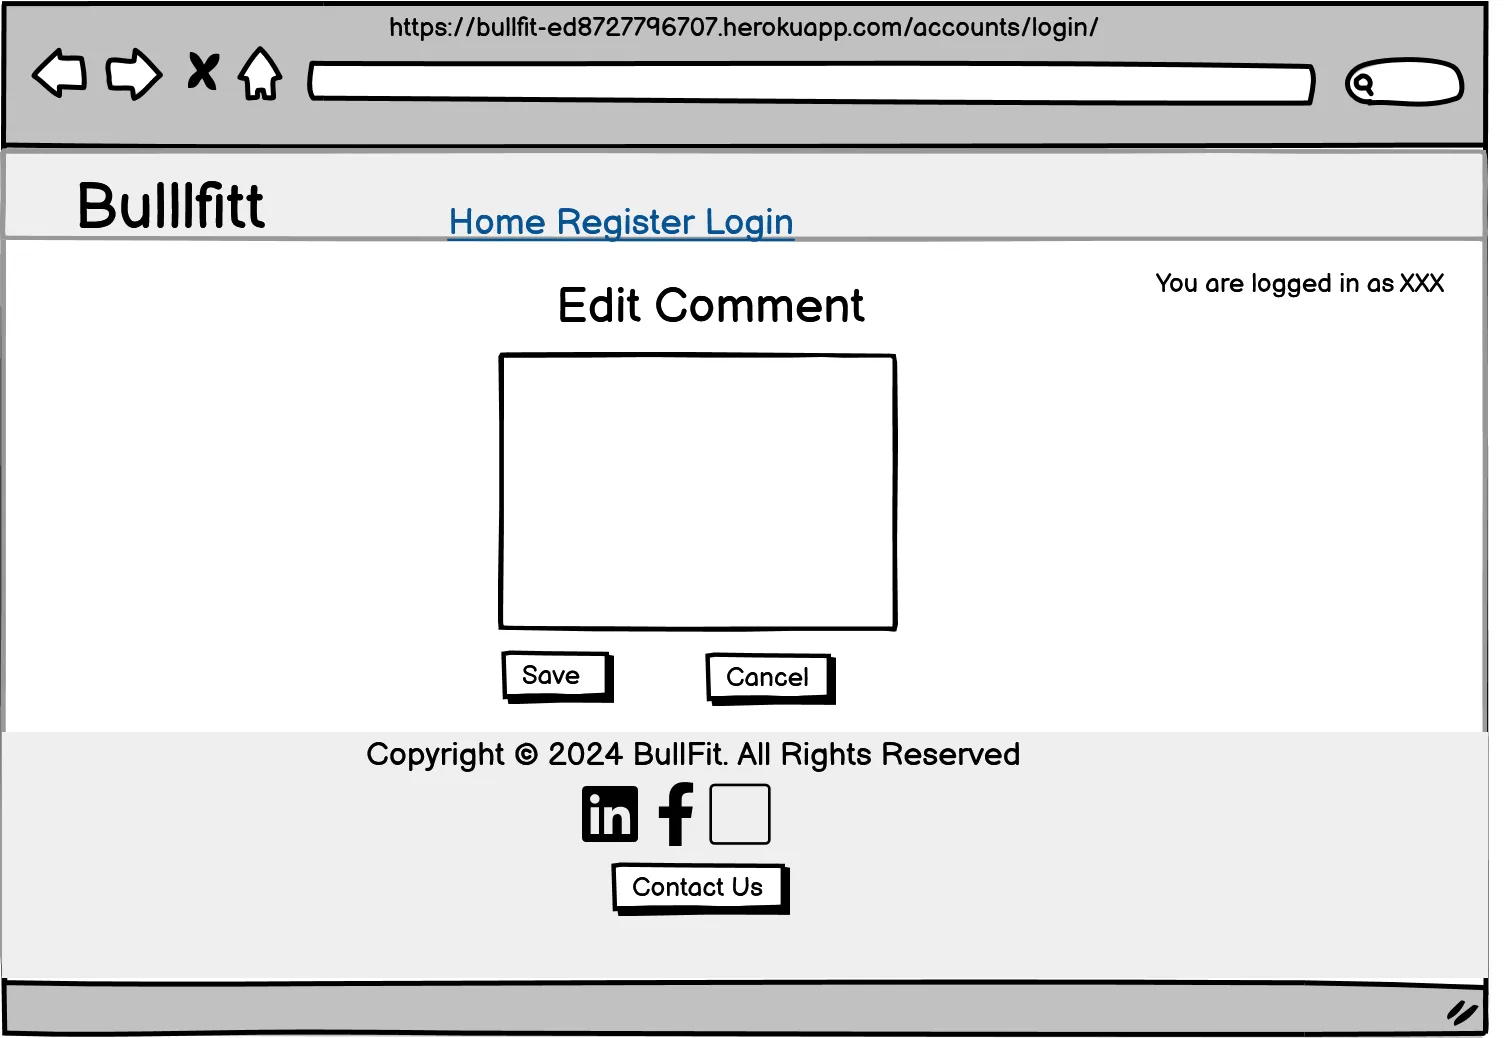 https://bullfit-ed8727796707.herokuapp.com/accounts/login/
Bulllfitt
Home Register Login
You are logged in as XXX
Edit Comment
Save
Cancel
Copyright © 2024 BullFit. All Rights Reserved
in f
Contact Us